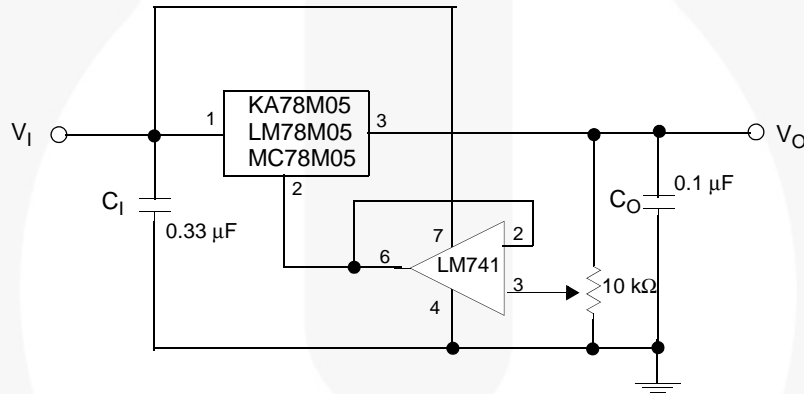 KA78M05
LM78M05
MC78M05
1
3
2
V_I
V_O
C_I
0.33 μF
C_O
0.1 μF
7
2
6
LM741
3
4
10 kΩ